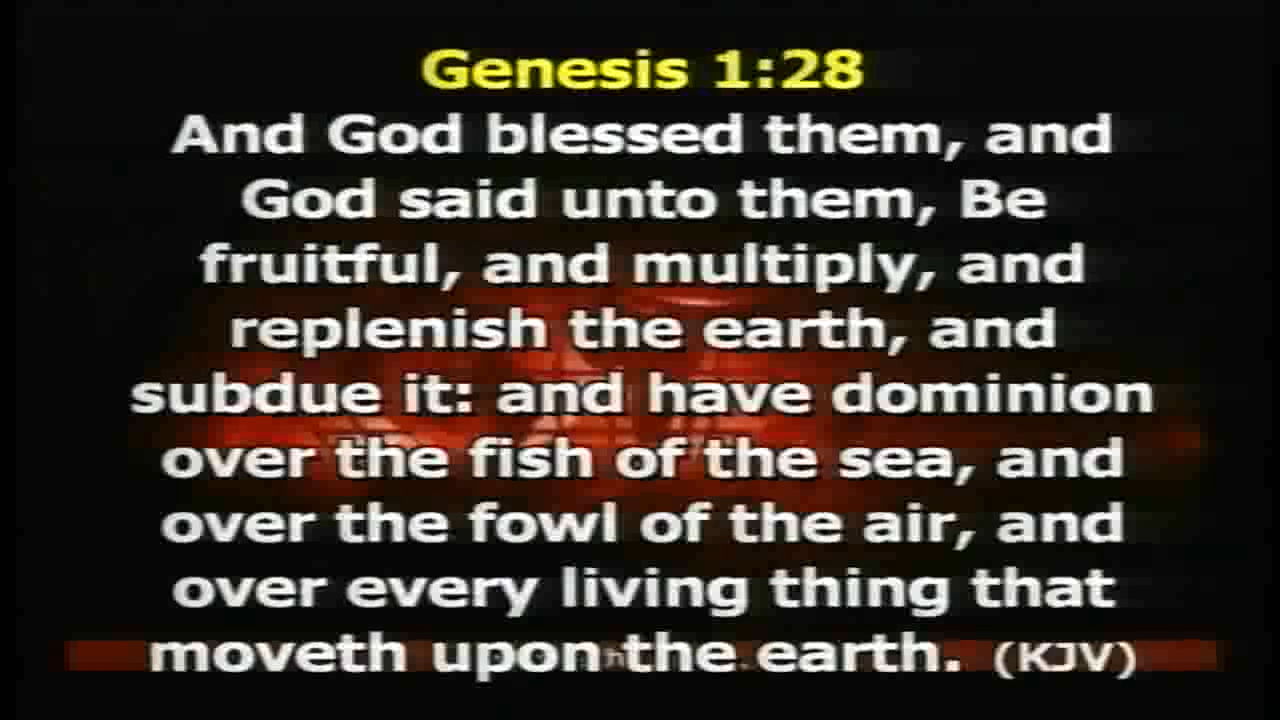 Genesis 1:28
And God blessed them, and
God said unto them, Be
fruitful, and multiply, and
replenish the earth, and
subdue it: and have dominion
over the fish of the sea, and
over the fowl of the air, and
over every living thing that
moveth upon the earth. (KJV)